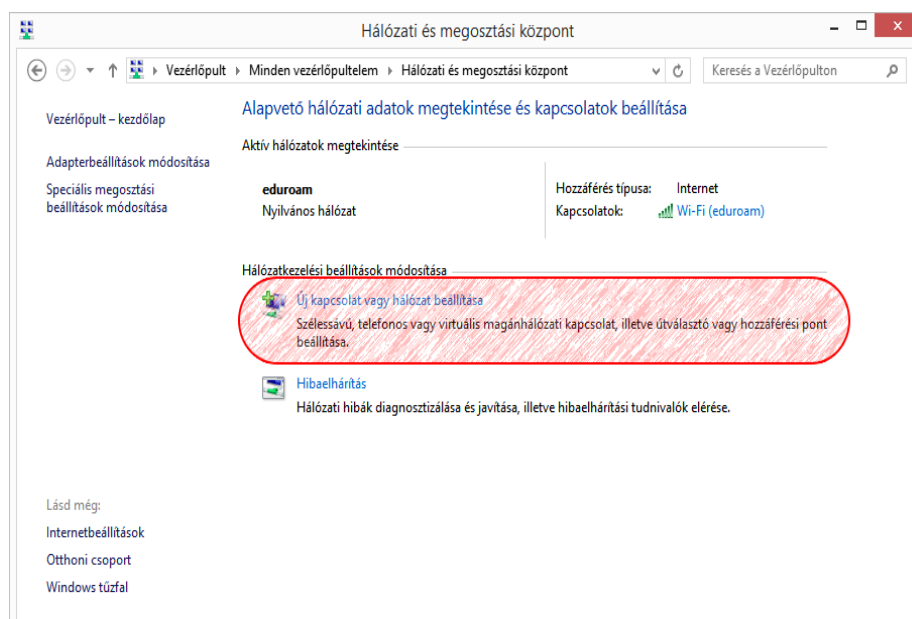 Hálózati és megosztási központ
Vezérlőpult
Minden vezérlőpultelem
Hálózati és megosztási központ
Keresés a Vezérlőpulton
Vezérlőpult – kezdőlap
Adapterbeállítások módosítása
Speciális megosztási
beállítások módosítása
Alapvető hálózati adatok megtekintése és kapcsolatok beállítása
Aktív hálózatok megtekintése
eduroam
Nyilvános hálózat
Hozzáférés típusa: Internet
Kapcsolatok: Wi-Fi (eduroam)
Hálózatkezelési beállítások módosítása
Új kapcsolat vagy hálózat beállítása
Szélessávú, telefonos vagy virtuális magánhálózati kapcsolat, illetve útválasztó vagy hozzáférési pont
beállítása.
Hibaelhárítás
Hálózati hibák diagnosztizálása és javítása, illetve hibaelhárítási tudnivalók elérése.
Lásd még:
Internetbeállítások
Otthoni csoport
Windows tűzfal